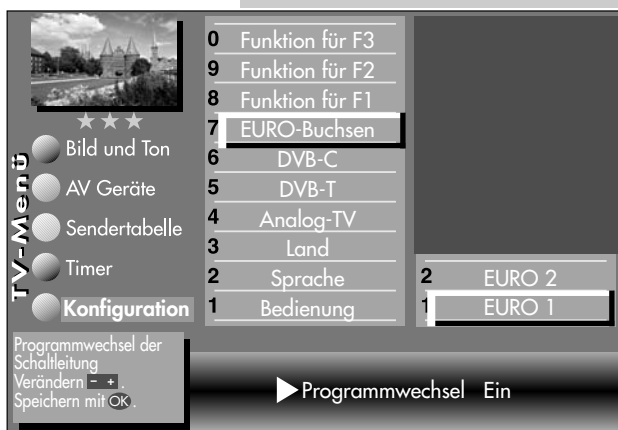 TV-Menü
Bild und Ton
AV Geräte
Sendertabelle
Timer
Konfiguration
0 Funktion für F3
9 Funktion für F2
8 Funktion für F1
7 EURO-Buchsen
6 DVB-C
5 DVB-T
4 Analog-TV
3 Land
2 Sprache
1 Bedienung
2 EURO 2
1 EURO 1
Programmwechsel der
Schaltleitung
Verändern - + .
Speichern mit OK.
Programmwechsel Ein